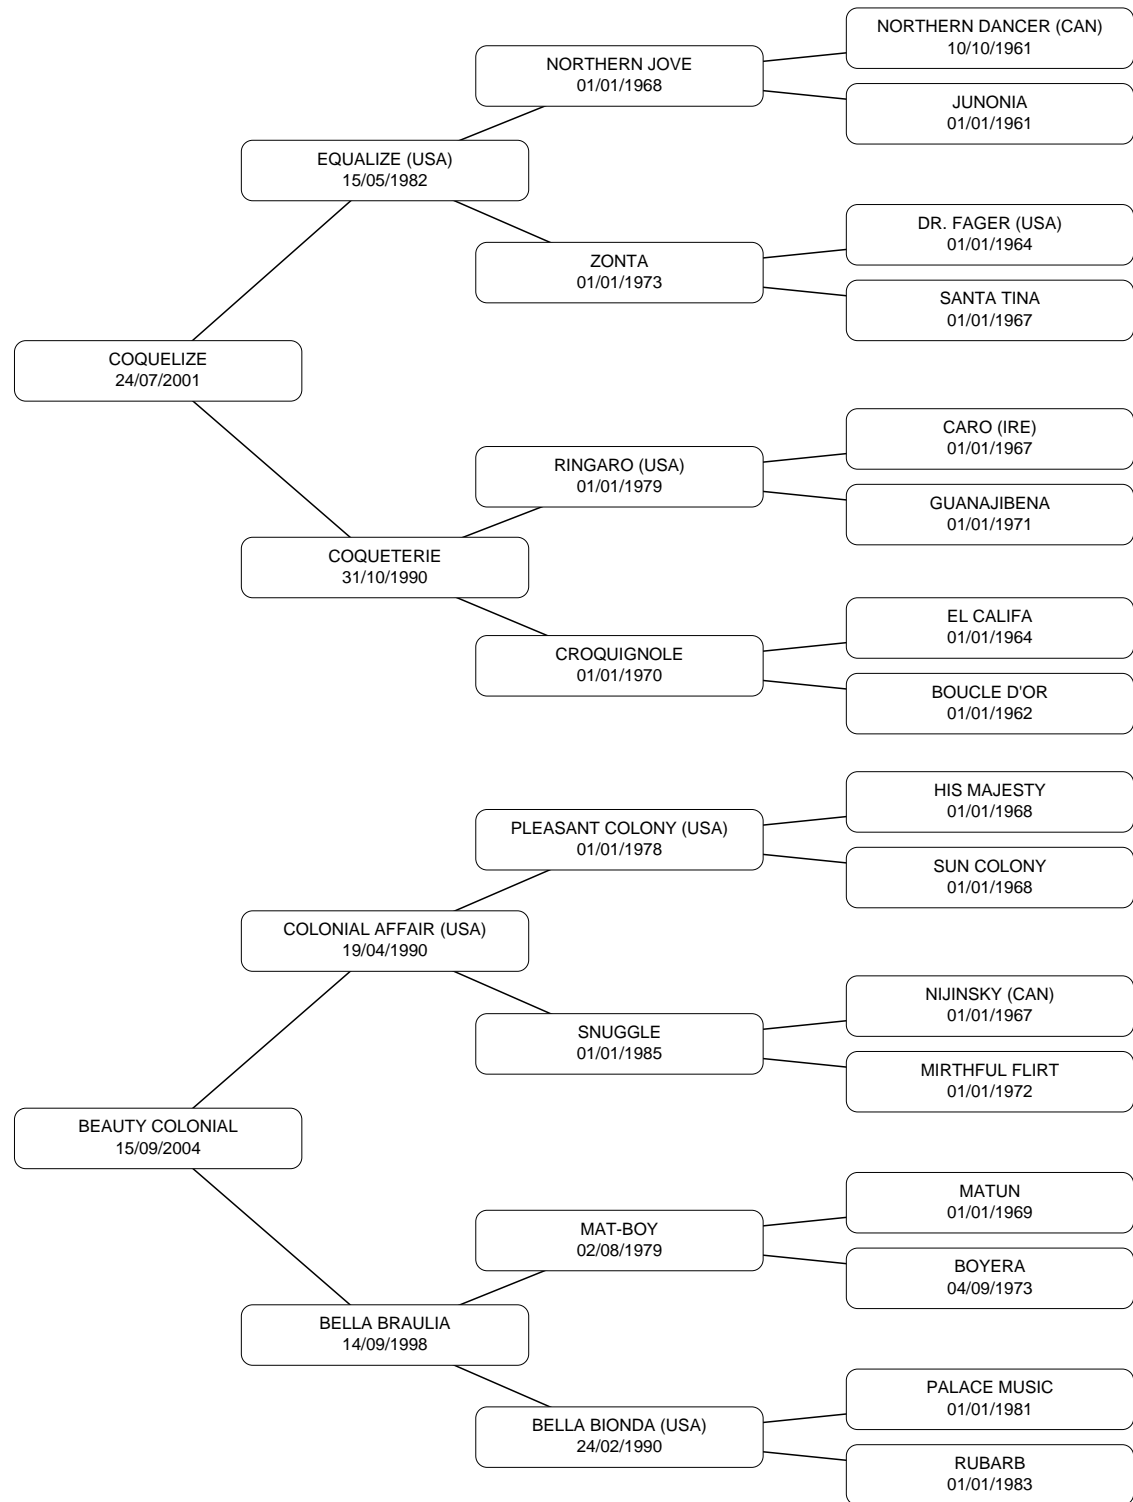 NORTHERN DANCER (CAN)
10/10/1961
NORTHERN JOVE
01/01/1968
JUNONIA
01/01/1961
EQUALIZE (USA)
15/05/1982
DR. FAGER (USA)
01/01/1964
ZONTA
01/01/1973
SANTA TINA
01/01/1967
COQUELIZE
24/07/2001
CARO (IRE)
01/01/1967
RINGARO (USA)
01/01/1979
GUANAJIBENA
01/01/1971
COQUETERIE
31/10/1990
EL CALIFA
01/01/1964
CROQUIGNOLE
01/01/1970
BOUCLE D'OR
01/01/1962
HIS MAJESTY
01/01/1968
PLEASANT COLONY (USA)
01/01/1978
SUN COLONY
01/01/1968
COLONIAL AFFAIR (USA)
19/04/1990
NIJINSKY (CAN)
01/01/1967
SNUGGLE
01/01/1985
MIRTHFUL FLIRT
01/01/1972
BEAUTY COLONIAL
15/09/2004
MATUN
01/01/1969
MAT-BOY
02/08/1979
BOYERA
04/09/1973
BELLA BRAULIA
14/09/1998
PALACE MUSIC
01/01/1981
BELLA BIONDA (USA)
24/02/1990
RUBARB
01/01/1983